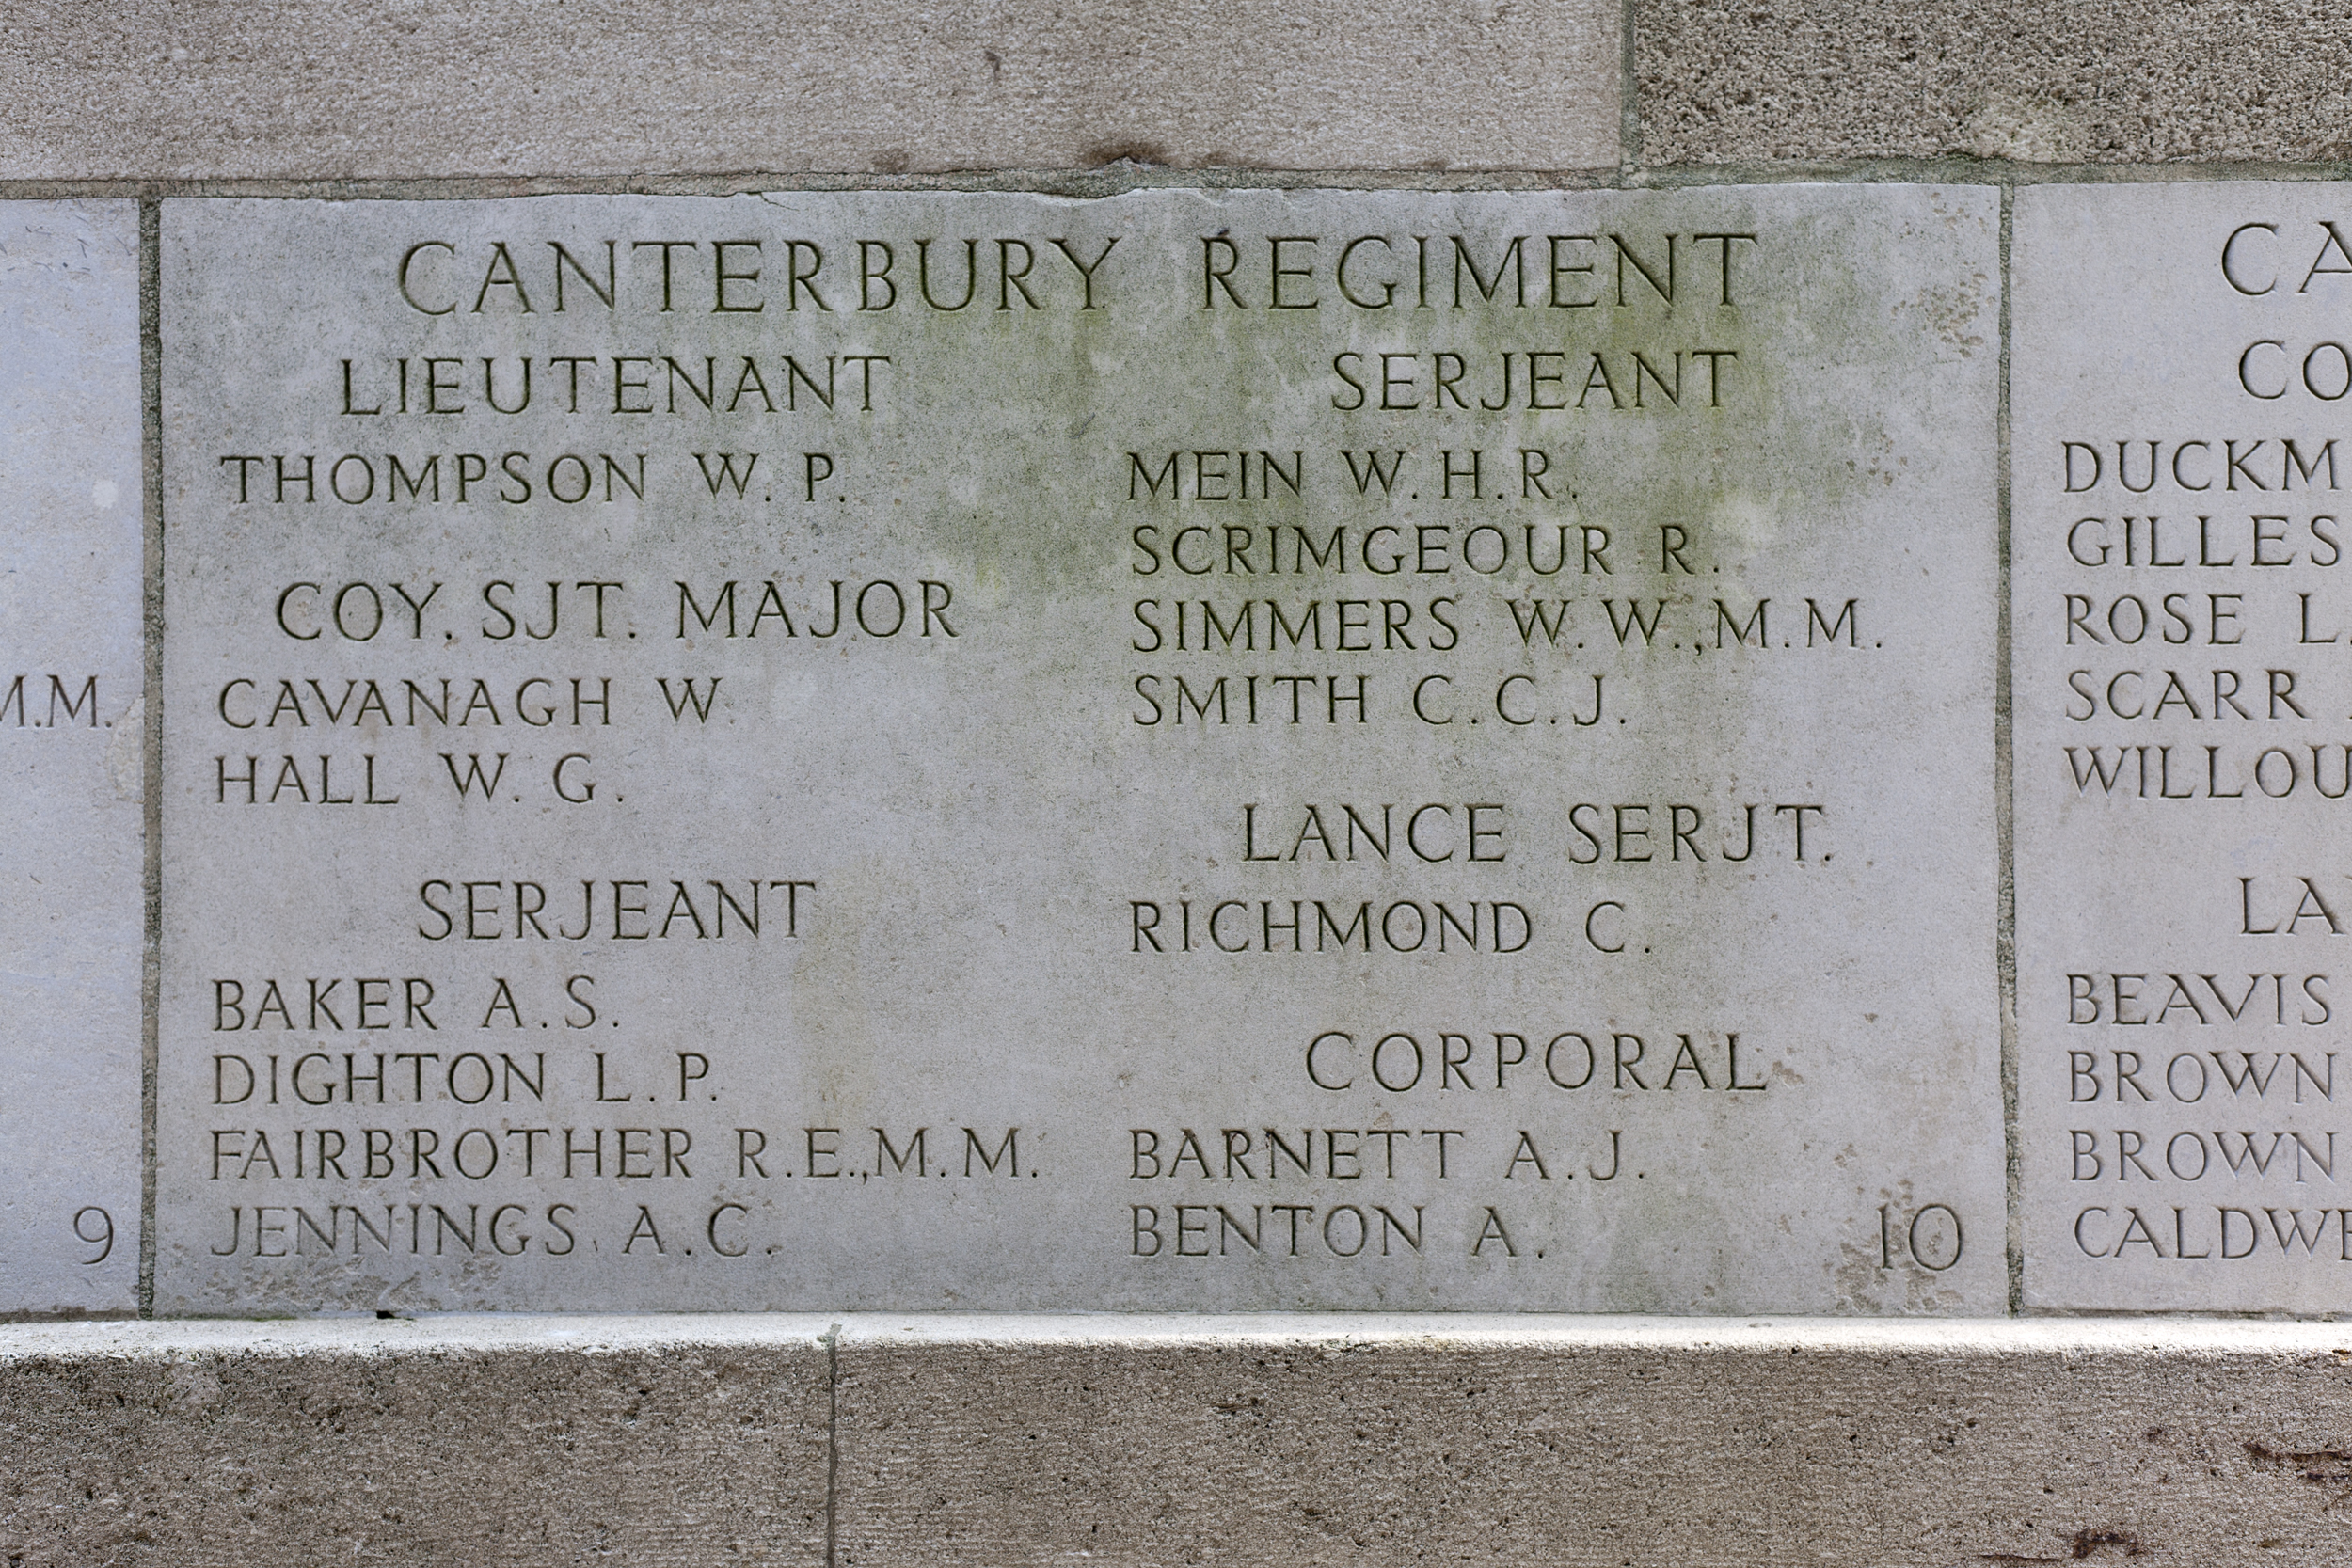 M.M.
9
CANTERBURY REGIMENT
LIEUTENANT
THOMPSON W. P.
COY. SJT. MAJOR
CAVANAGH W.
HALL W. G.
SERJEANT
BAKER A.S.
DIGHTON L.P.
FAIRBROTHER R.E.,M.M.
JENNINGS A.C.
SERJEANT
MEIN W.H.R.
SCRIMGEOUR R.
SIMMERS W.W.,M.M.
SMITH C.C.J.
LANCE SERJT.
RICHMOND C.
CORPORAL
BARNETT A.J.
BENTON A.
10
CA
CO
DUCKM
GILLES
ROSE L.
SCARR
WILLOU
LA
BEAVIS
BROWN
BROWN
CALDWE